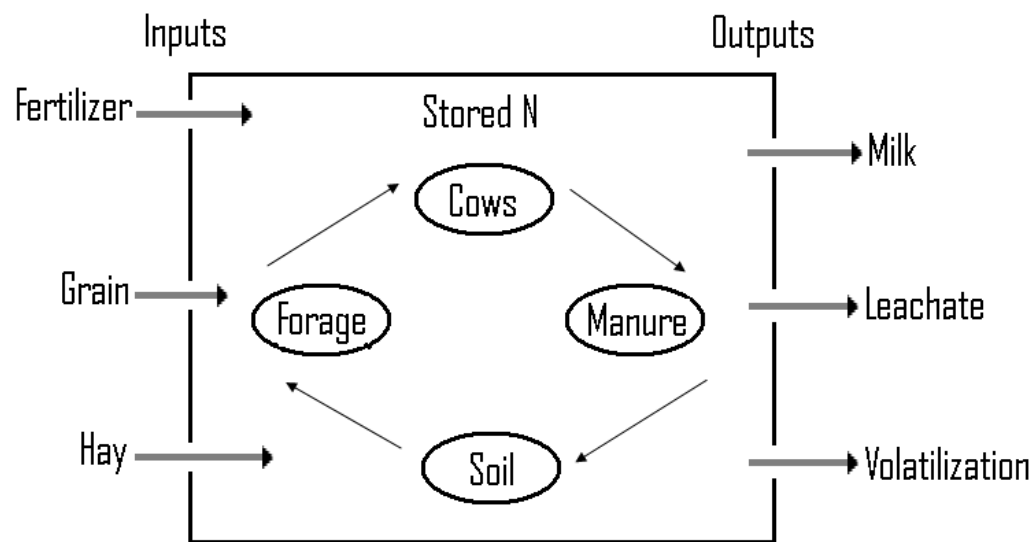 Inputs
Outputs
Fertilizer
Stored N
Milk
Cows
Grain
Forage
Manure
Leachate
Hay
Soil
Volatilization